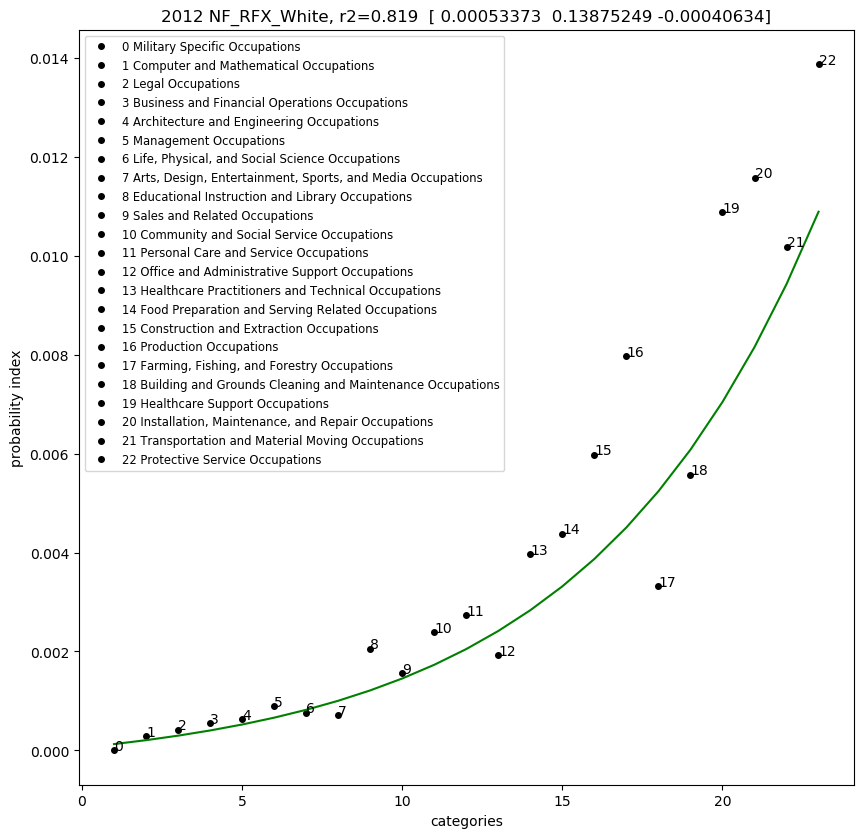 2012 NF_RFX_White, r2=0.819 [ 0.00053373 0.13875249 -0.00040634]
0 Military Specific Occupations
1 Computer and Mathematical Occupations
2 Legal Occupations
3 Business and Financial Operations Occupations
4 Architecture and Engineering Occupations
5 Management Occupations
6 Life, Physical, and Social Science Occupations
7 Arts, Design, Entertainment, Sports, and Media Occupations
8 Educational Instruction and Library Occupations
9 Sales and Related Occupations
10 Community and Social Service Occupations
11 Personal Care and Service Occupations
12 Office and Administrative Support Occupations
13 Healthcare Practitioners and Technical Occupations
14 Food Preparation and Serving Related Occupations
15 Construction and Extraction Occupations
16 Production Occupations
17 Farming, Fishing, and Forestry Occupations
18 Building and Grounds Cleaning and Maintenance Occupations
19 Healthcare Support Occupations
20 Installation, Maintenance, and Repair Occupations
21 Transportation and Material Moving Occupations
22 Protective Service Occupations
probability index
0.014
0.012
0.010
0.008
0.006
0.004
0.002
0.000
0
1
2
3
4
5
6
7
8
9
10
11
12
13
14
15
16
17
18
19
20
21
22
0
5
10
15
20
categories